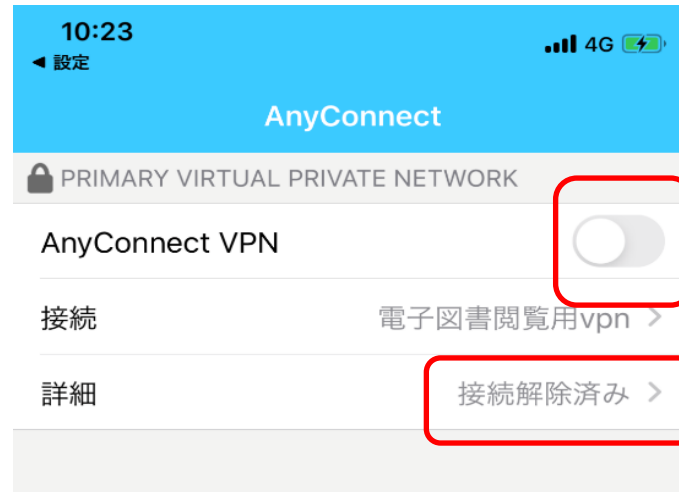 10:23
4G
◀ 設定
AnyConnect
PRIMARY VIRTUAL PRIVATE NETWORK
AnyConnect VPN
接続 電子図書閲覧用vpn >
詳細 接続解除済み >